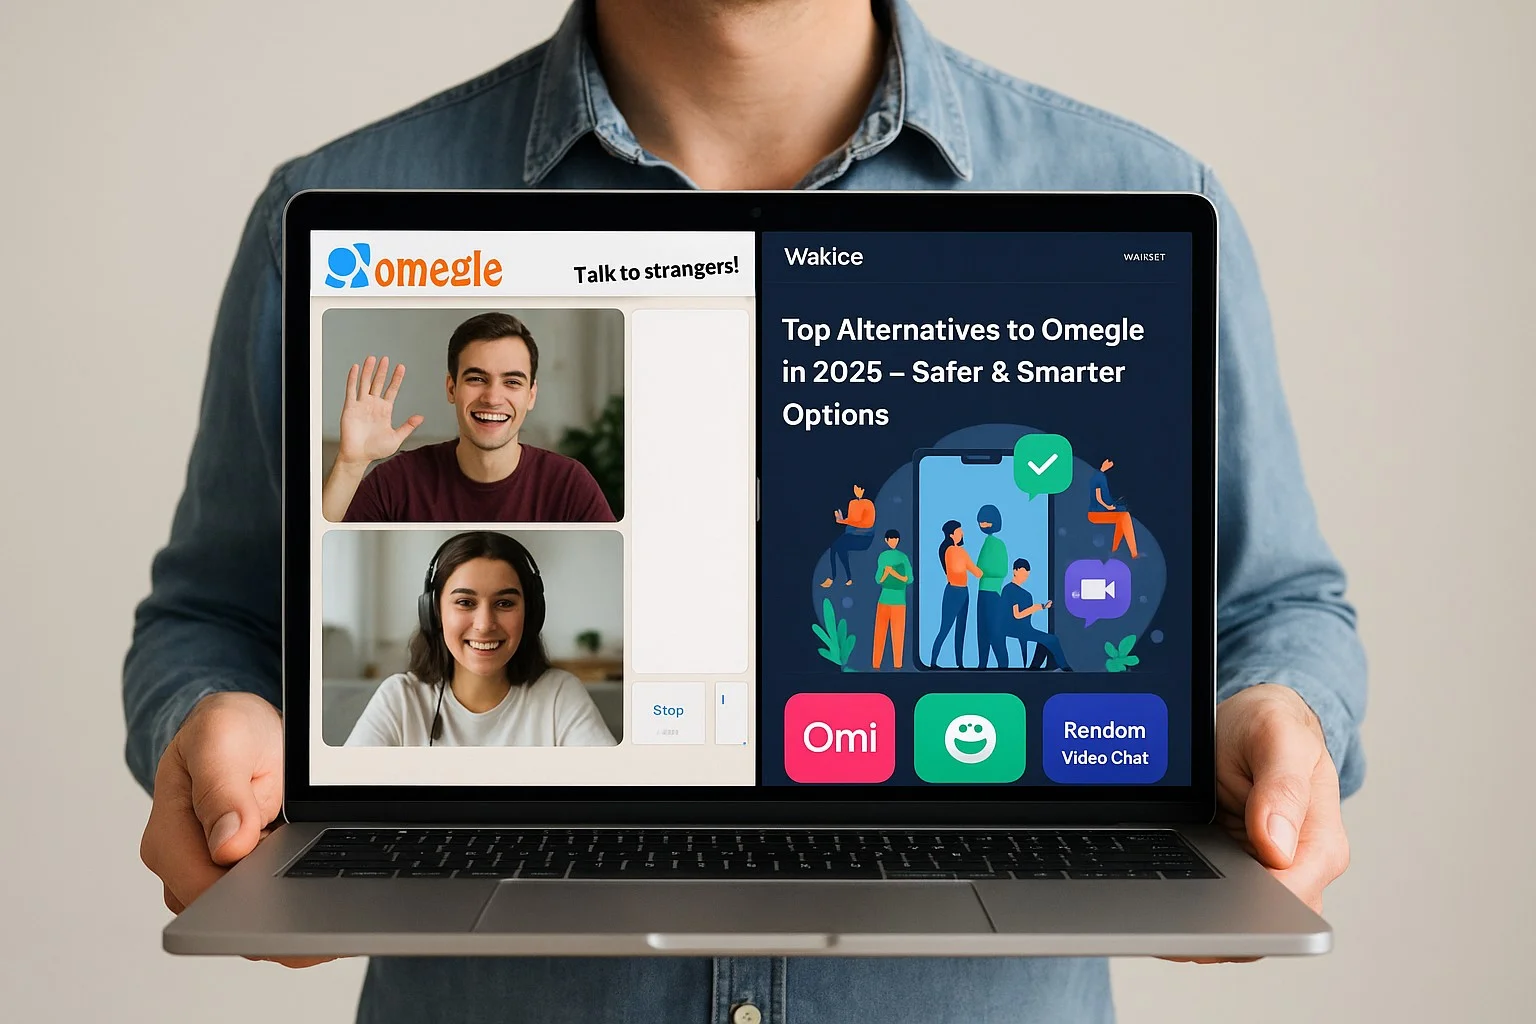 omegle
Talk to strangers!
Stop
Wakice
Top Alternatives to Omegle
in 2025 – Safer & Smarter
Options
Omi
Rendom
Video Chat